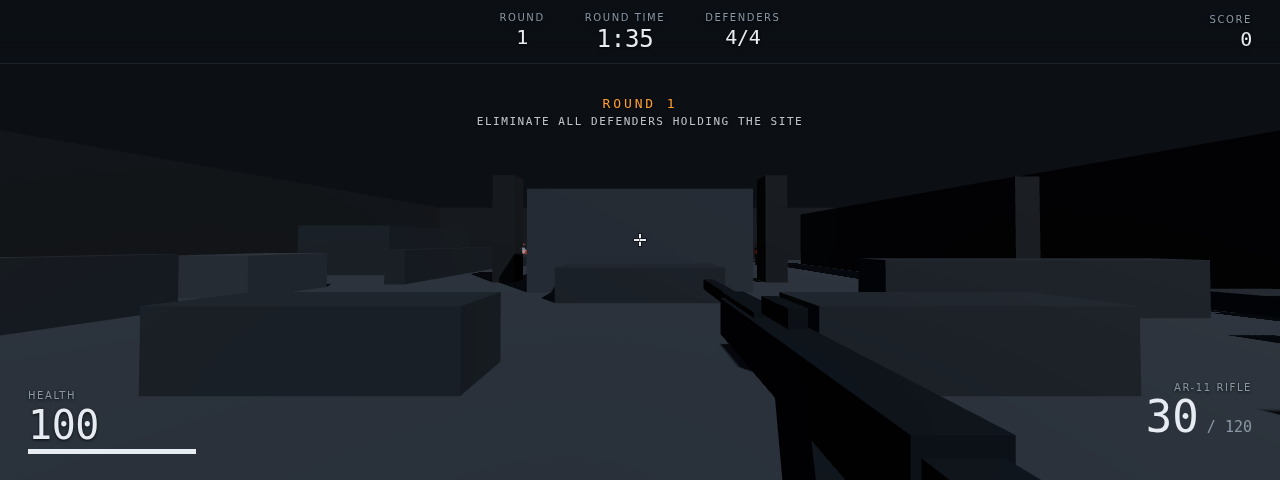 ROUND
1
ROUND TIME
1:35
DEFENDERS
4/4
SCORE
0
ROUND 1
ELIMINATE ALL DEFENDERS HOLDING THE SITE
HEALTH
100
AR-11 RIFLE
30 / 120